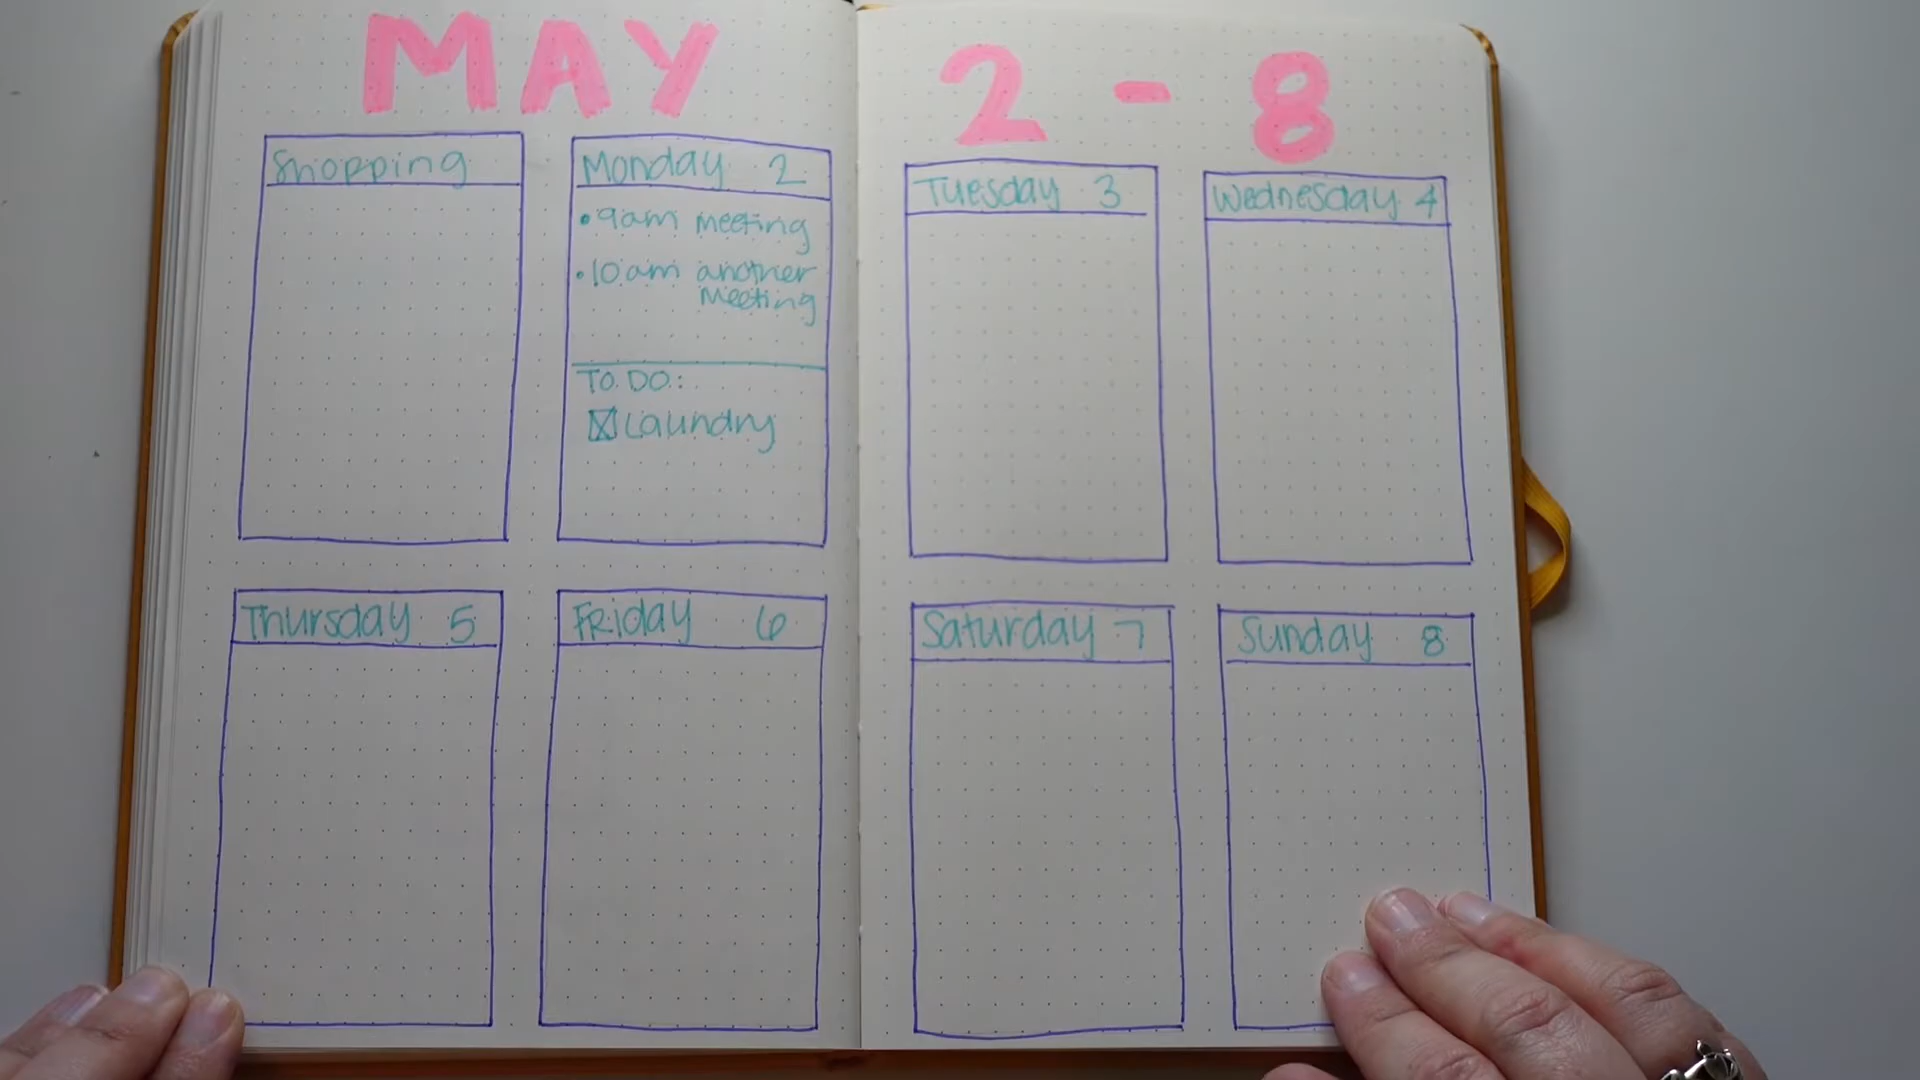 MAY 2 - 8
Shopping
Monday 2
• 9am meeting
• 10am another
meeting
TO DO:
☒ Laundry
Tuesday 3
Wednesday 4
Thursday 5
Friday 6
Saturday 7
Sunday 8